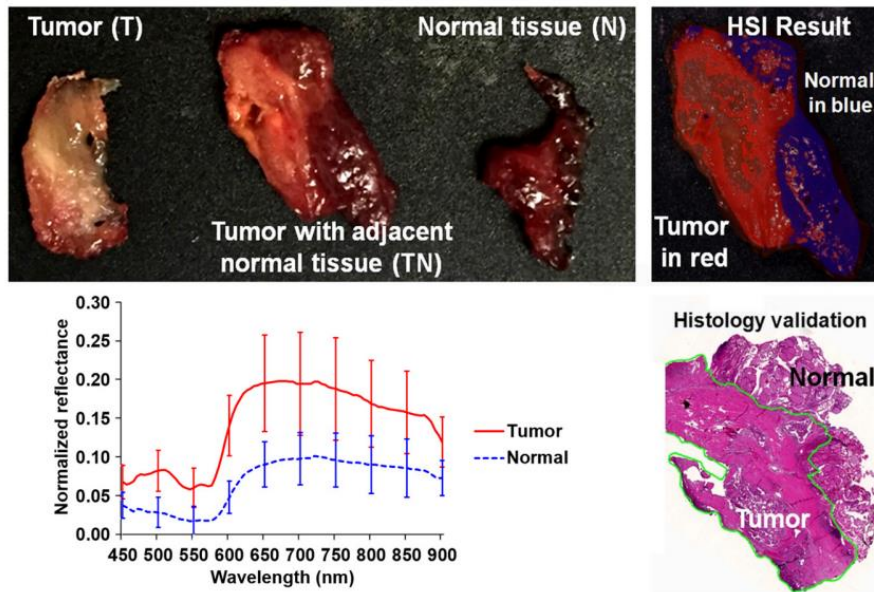 Tumor (T)
Normal tissue (N)
Tumor with adjacent
normal tissue (TN)
HSI Result
Normal
in blue
Tumor
in red
0.30
0.25
0.20
0.15
0.10
0.05
0.00
Normalized reflectance
450 500 550 600 650 700 750 800 850 900
Wavelength (nm)
Tumor
Normal
Histology validation
Normal
Tumor